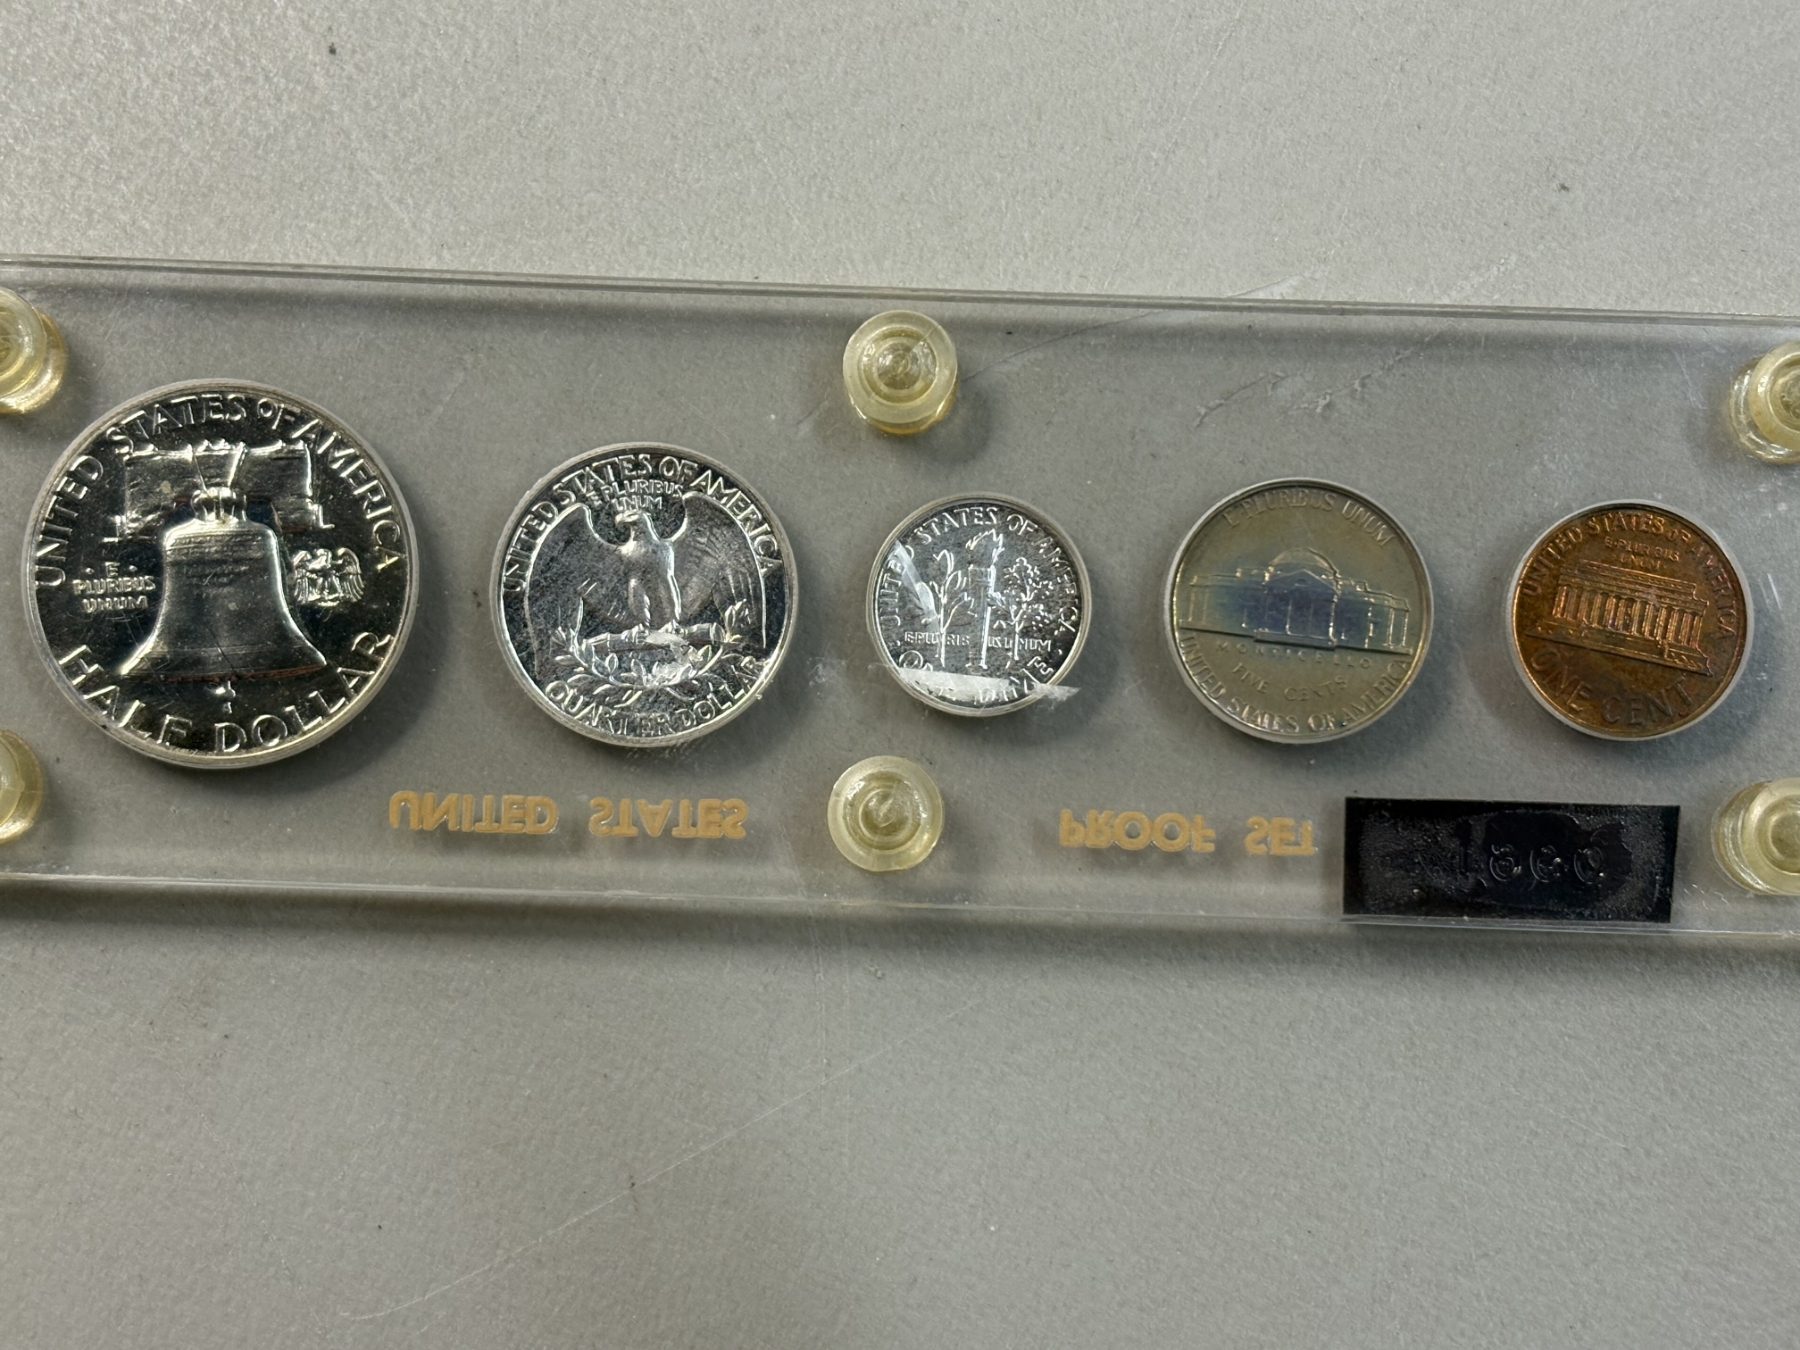 UNITED STATES OF AMERICA
· E ·
PLURIBUS
UNUM
HALF DOLLAR
UNITED STATES OF AMERICA
E PLURIBUS
UNUM
QUARTER DOLLAR
UNITED STATES OF AMERICA
E PLURIBUS UNUM
ONE DIME
E PLURIBUS UNUM
MONTICELLO
FIVE CENTS
UNITED STATES OF AMERICA
UNITED STATES OF AMERICA
E·PLURIBUS
UNUM
ONE CENT
UNITED STATES PROOF SET